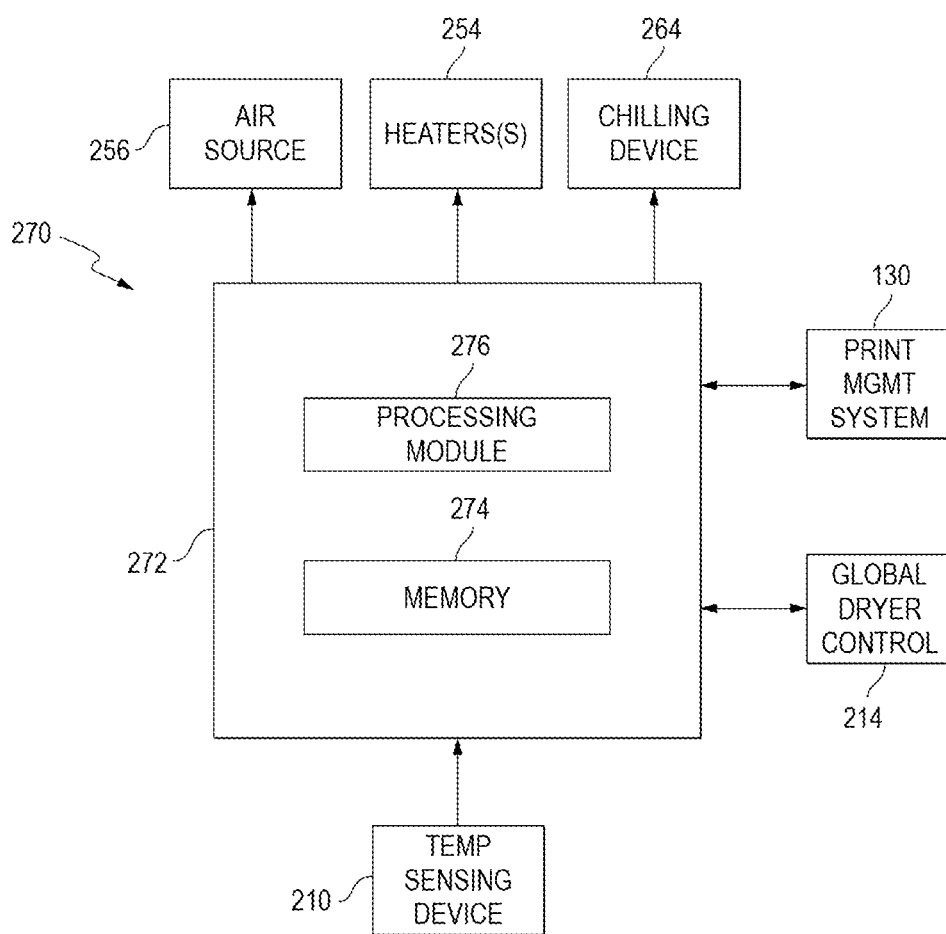 254
264
AIR
SOURCE
HEATERS(S)
CHILLING
DEVICE
256
270
130
PRINT
MGMT
SYSTEM
276
PROCESSING
MODULE
274
MEMORY
272
GLOBAL
DRYER
CONTROL
214
TEMP
SENSING
DEVICE
210